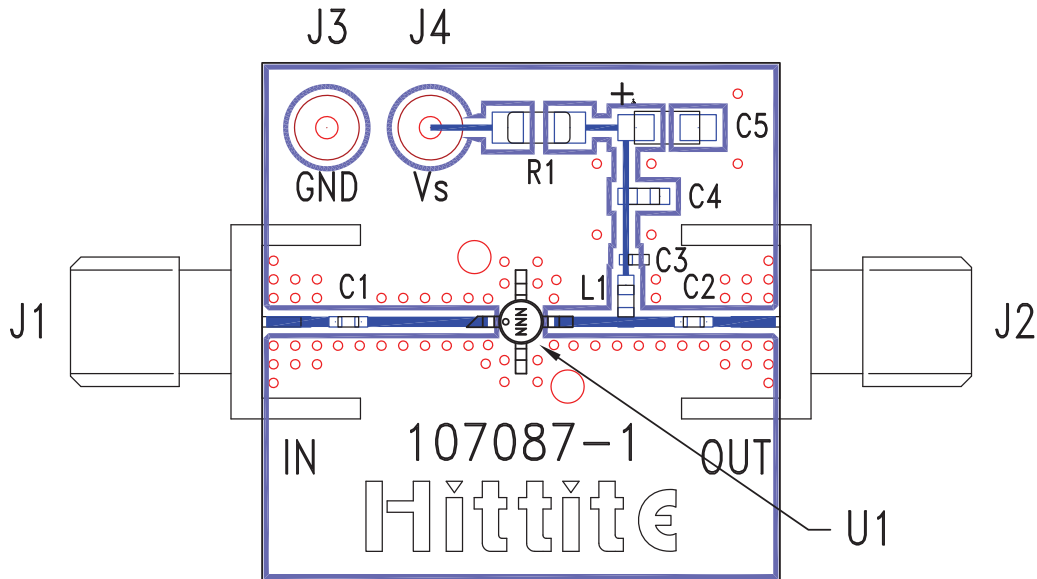 J3 J4
+
C5
R1
GND Vs
C4
C3
C1 L1 C2
J1
NNN
J2
107087-1
IN OUT
Hittite
U1